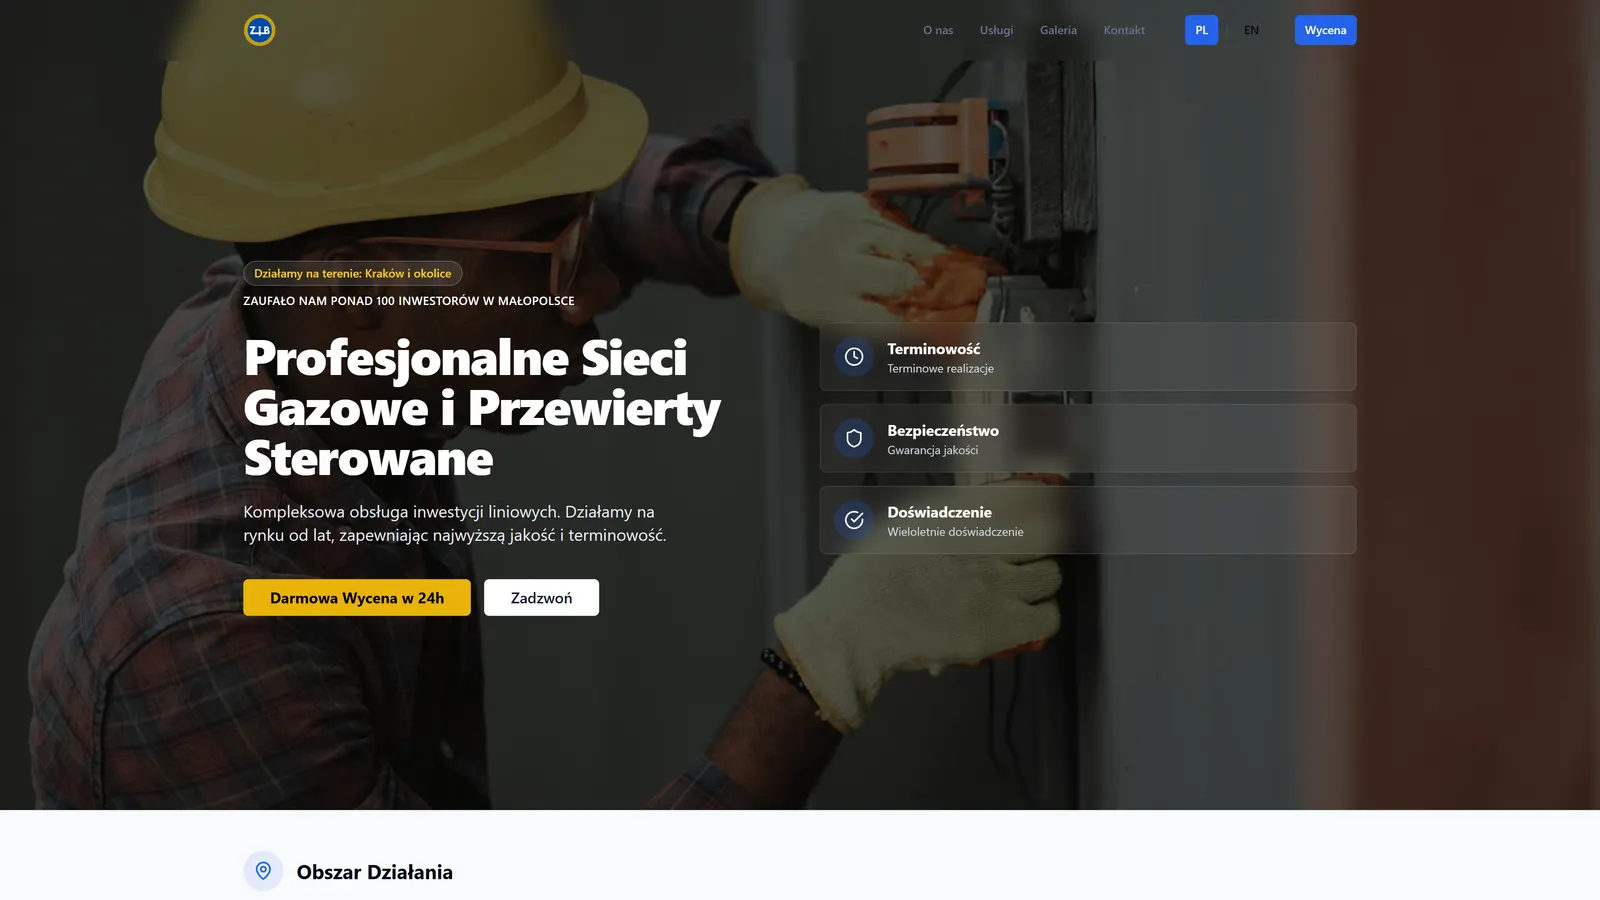 ZIB
O nas
Usługi
Galeria
Kontakt
PL
EN
Wycena
Działamy na terenie: Kraków i okolice
ZAUFAŁO NAM PONAD 100 INWESTORÓW W MAŁOPOLSCE
Profesjonalne Sieci
Gazowe i Przewierty
Sterowane
Kompleksowa obsługa inwestycji liniowych. Działamy na
rynku od lat, zapewniając najwyższą jakość i terminowość.
Darmowa Wycena w 24h
Zadzwoń
Terminowość
Terminowe realizacje
Bezpieczeństwo
Gwarancja jakości
Doświadczenie
Wieloletnie doświadczenie
Obszar Działania